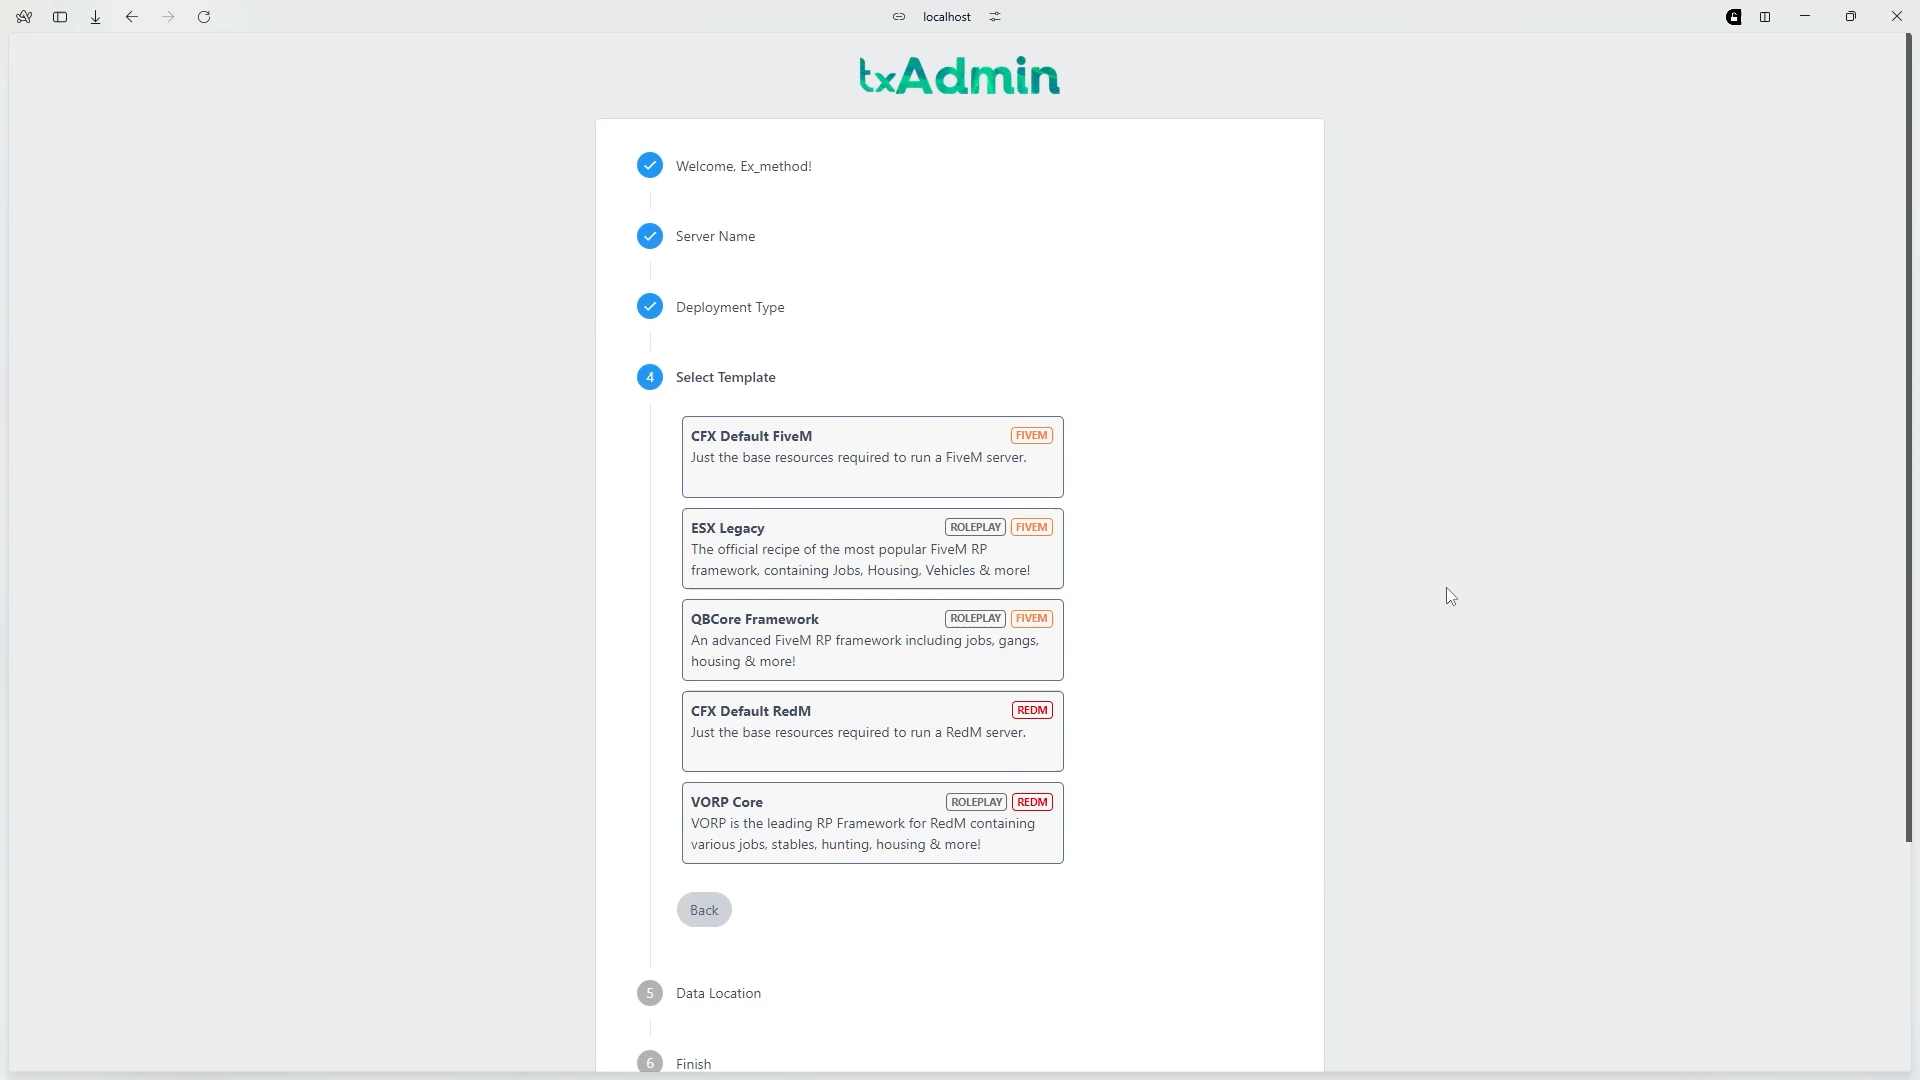 localhost
txAdmin
Welcome, Ex_method!
Server Name
Deployment Type
4 Select Template
CFX Default FiveM FIVEM
Just the base resources required to run a FiveM server.
ESX Legacy ROLEPLAY FIVEM
The official recipe of the most popular FiveM RP
framework, containing Jobs, Housing, Vehicles & more!
QBCore Framework ROLEPLAY FIVEM
An advanced FiveM RP framework including jobs, gangs,
housing & more!
CFX Default RedM REDM
Just the base resources required to run a RedM server.
VORP Core ROLEPLAY REDM
VORP is the leading RP Framework for RedM containing
various jobs, stables, hunting, housing & more!
Back
5 Data Location
6 Finish